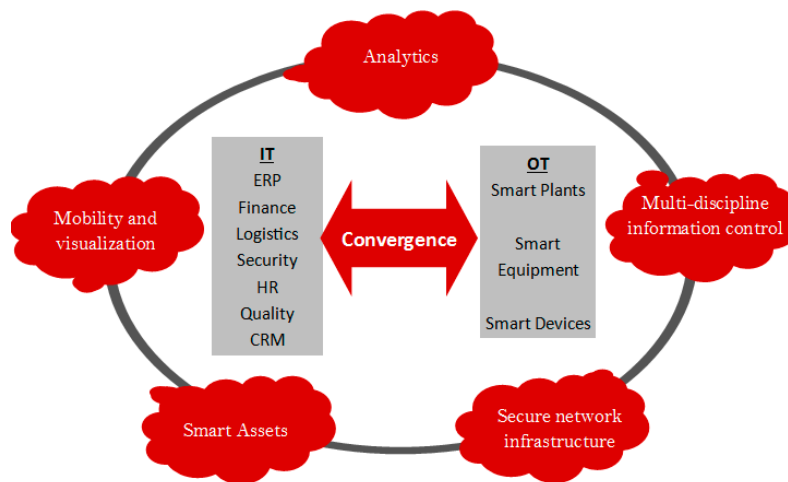 Analytics
IT
ERP
Finance
Logistics
Security
HR
Quality
CRM
Convergence
OT
Smart Plants
Smart
Equipment
Smart Devices
Mobility and
visualization
Multi-discipline
information control
Smart Assets
Secure network
infrastructure